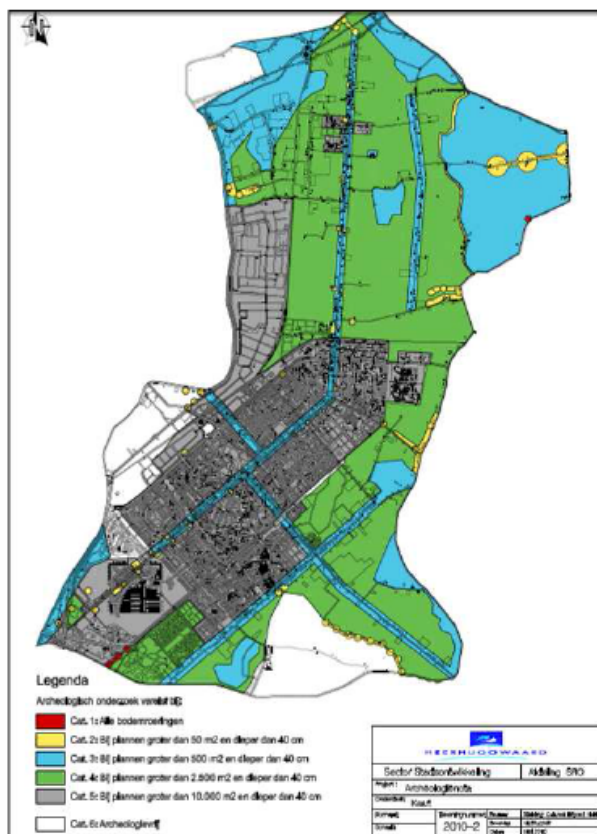 N
Legenda
Archeologisch onderzoek vereist bij:
Cat. 1: Alle bodemroeringen
Cat. 2: Bij plannen groter dan 50 m2 en dieper dan 40 cm
Cat. 3: Bij plannen groter dan 500 m2 en dieper dan 40 cm
Cat. 4: Bij plannen groter dan 2.500 m2 en dieper dan 40 cm
Cat. 5: Bij plannen groter dan 10.000 m2 en dieper dan 40 cm
Cat. 6: Archeologievrij
HEERHUGOWAARD
Sector Stadsontwikkeling
Afdeling SRO
Archeologienota
Kaart
2010-2